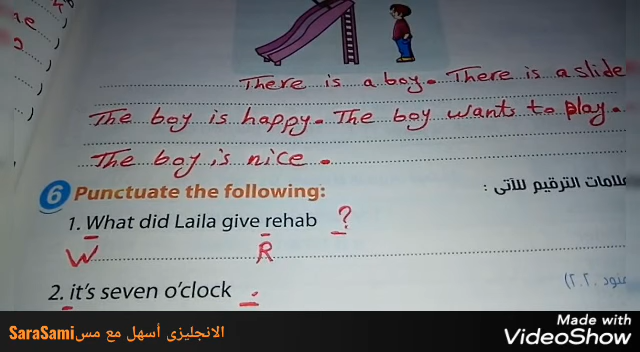 There is a boy. There is a slide
The boy is happy. The boy wants to play.
The boy is nice.
6 Punctuate the following:
علامات الترقيم للآتى :
1. What did Laila give rehab ?
W R
2. it's seven o'clock .
الانجليزى أسهل مع مس SaraSami
Made with
VideoShow